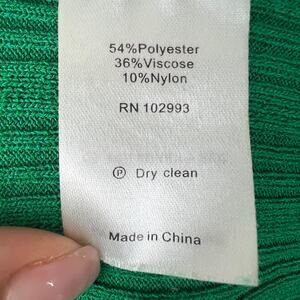 54%Polyester
36%Viscose
10%Nylon
RN 102993
Ⓟ Dry clean
Made in China